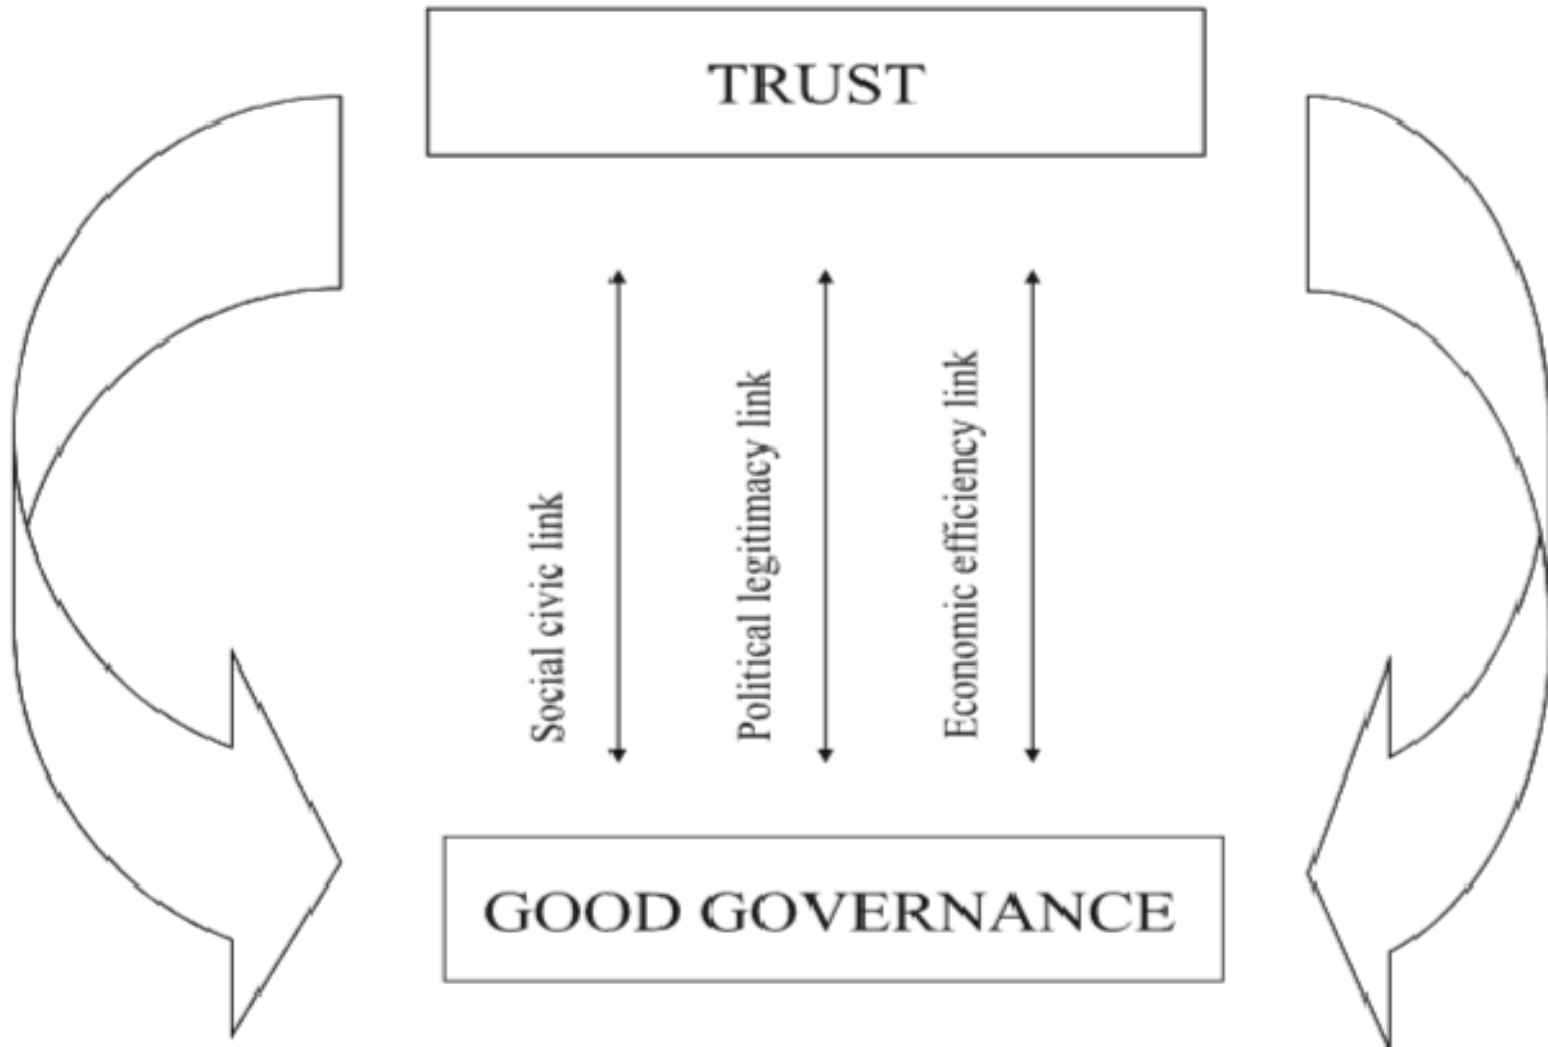 TRUST
Social civic link
Political legitimacy link
Economic efficiency link
GOOD GOVERNANCE